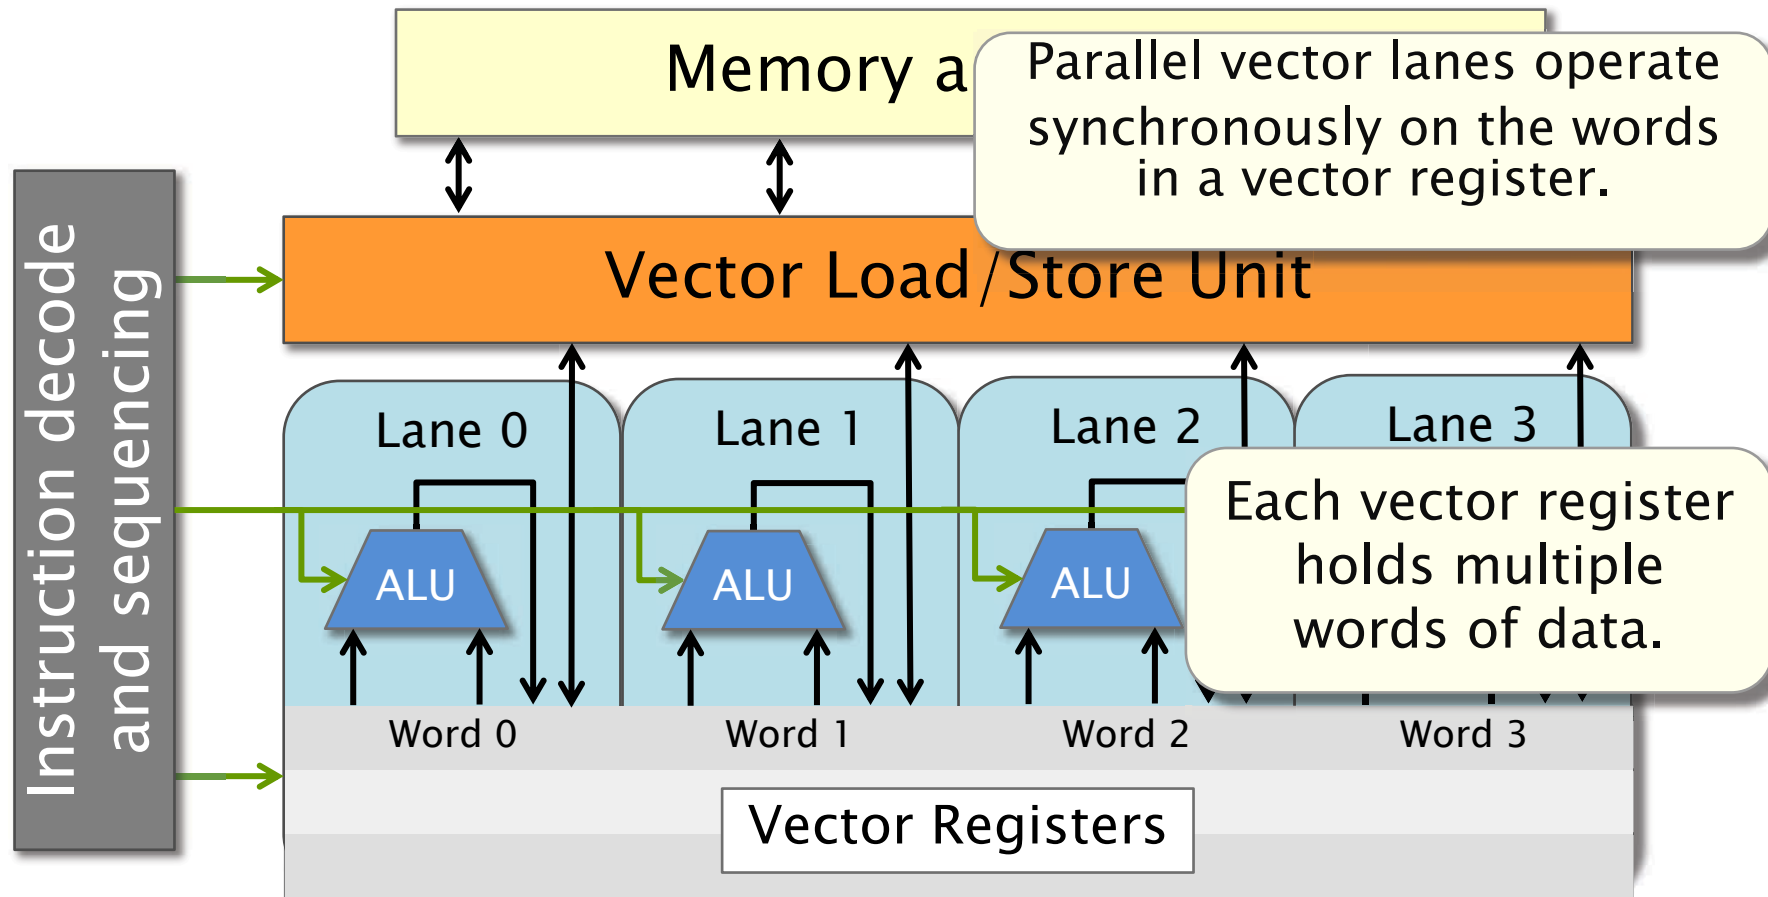 Memory a
Parallel vector lanes operate
synchronously on the words
in a vector register.
Instruction decode
and sequencing
Vector Load/Store Unit
Lane 0
Lane 1
Lane 2
Lane 3
ALU
ALU
ALU
Each vector register
holds multiple
words of data.
Word 0
Word 1
Word 2
Word 3
Vector Registers